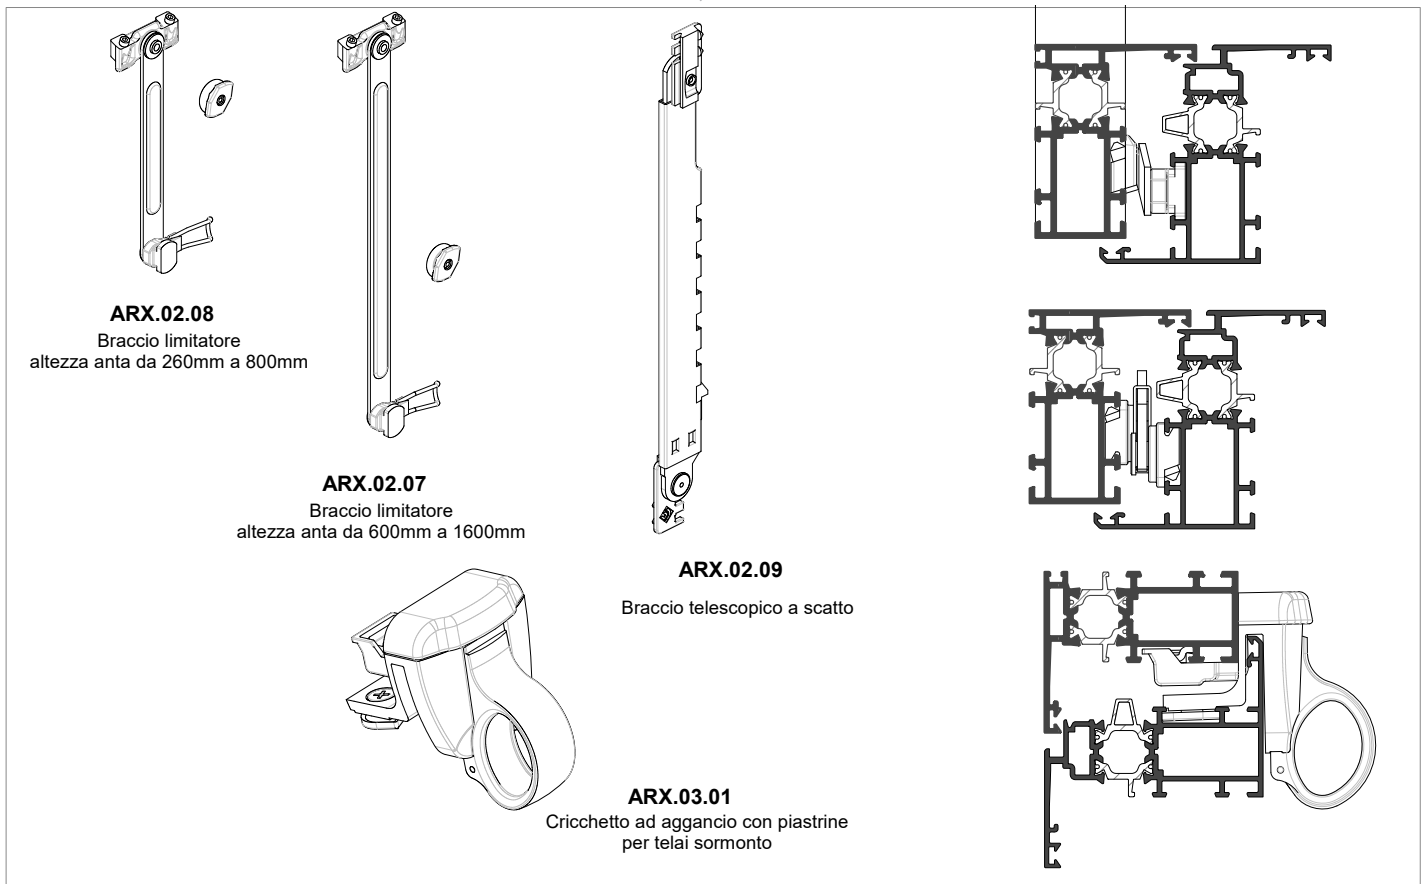 ARX.02.08
Braccio limitatore
altezza anta da 260mm a 800mm
ARX.02.07
Braccio limitatore
altezza anta da 600mm a 1600mm
ARX.02.09
Braccio telescopico a scatto
ARX.03.01
Cricchetto ad aggancio con piastrine
per telai sormonto